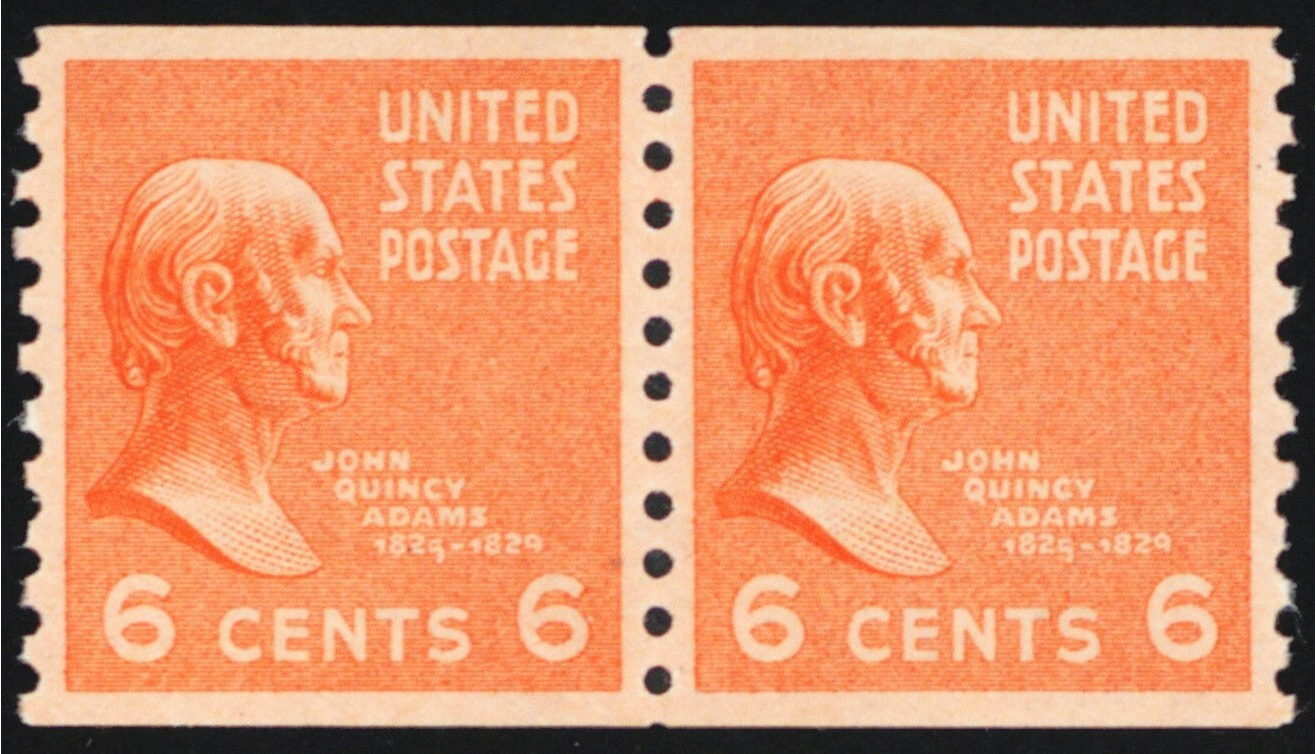 UNITED
STATES
POSTAGE
JOHN
QUINCY
ADAMS
1825-1829
6 CENTS 6
UNITED
STATES
POSTAGE
JOHN
QUINCY
ADAMS
1825-1829
6 CENTS 6